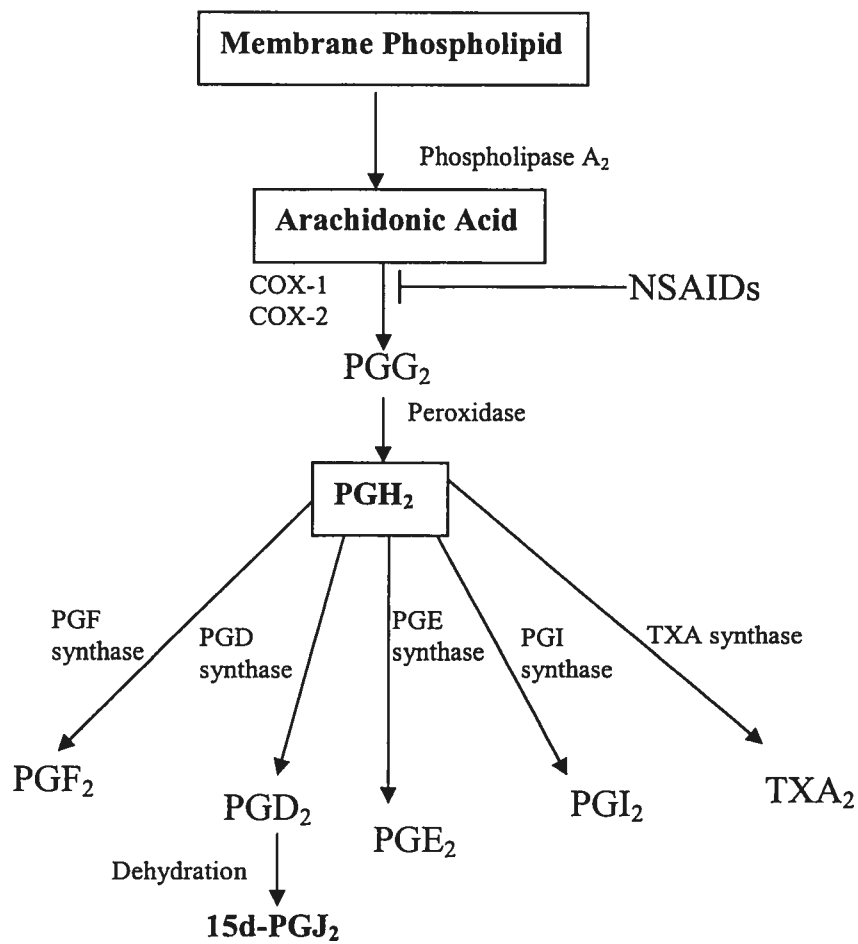 Membrane Phospholipid
Phospholipase A₂
Arachidonic Acid
COX-1
COX-2
NSAIDs
PGG₂
Peroxidase
PGH₂
PGF
synthase
PGD
synthase
PGE
synthase
PGI
synthase
TXA synthase
PGF₂
PGD₂
PGE₂
PGI₂
TXA₂
Dehydration
15d-PGJ₂